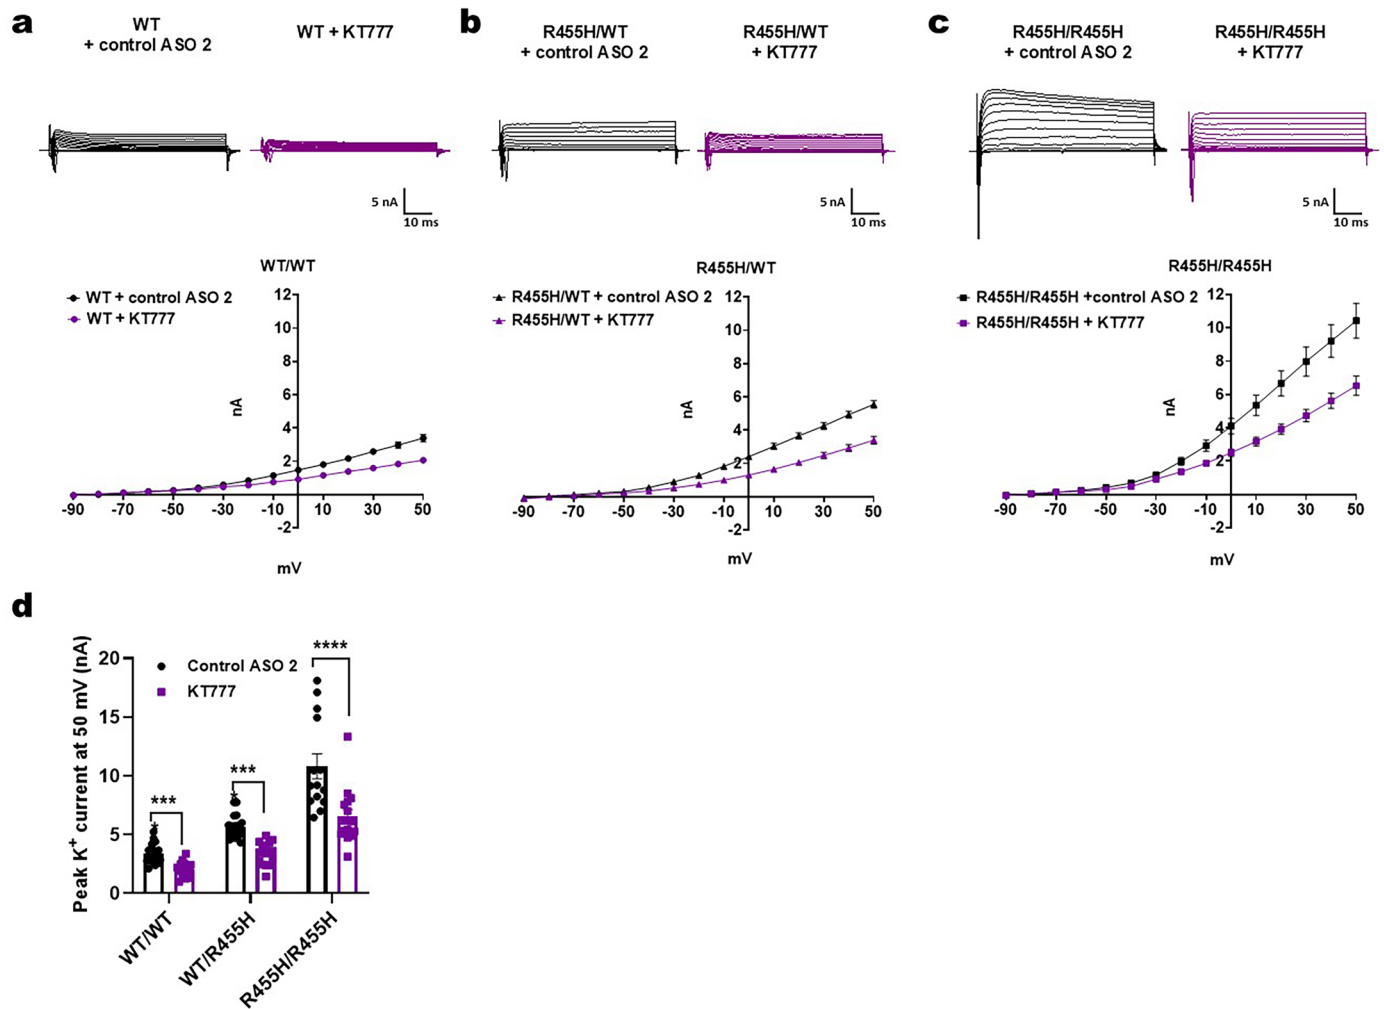 a
WT
+ control ASO 2
WT + KT777
5 nA
10 ms
WT/WT
WT + control ASO 2
WT + KT777
12
10
8
6
4
2
-2
nA
-90
-70
-50
-30
-10
10
30
50
mV
b
R455H/WT
+ control ASO 2
R455H/WT
+ KT777
5 nA
10 ms
R455H/WT
R455H/WT + control ASO 2
R455H/WT + KT777
12
10
8
6
4
2
-2
nA
-90
-70
-50
-30
-10
10
30
50
mV
c
R455H/R455H
+ control ASO 2
R455H/R455H
+ KT777
5 nA
10 ms
R455H/R455H
R455H/R455H +control ASO 2
R455H/R455H + KT777
12
10
8
6
4
2
-2
nA
-90
-70
-50
-30
-10
10
30
50
mV
d
Peak K+ current at 50 mV (nA)
20
15
10
5
0
Control ASO 2
KT777
***
***
****
WT/WT
WT/R455H
R455H/R455H